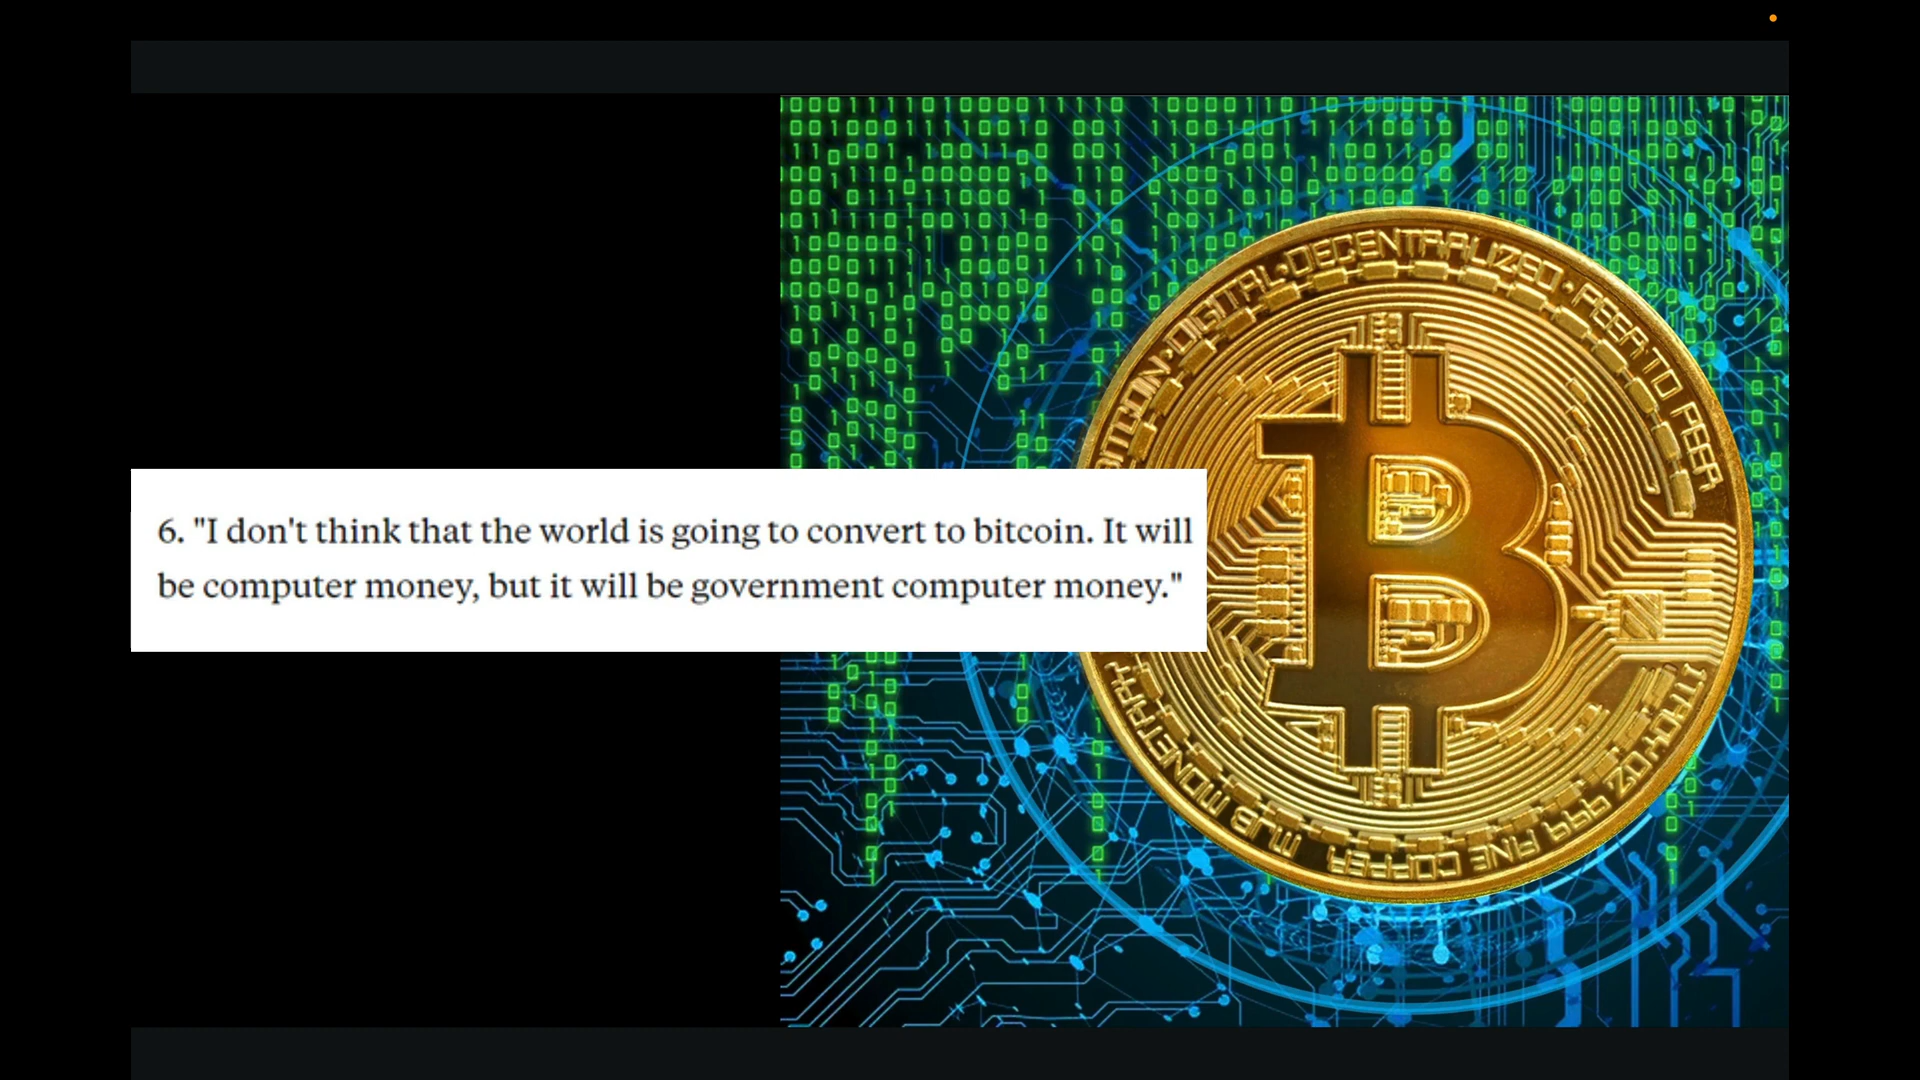 BITCOIN·DIGITAL·DECENTRALIZED·PEER TO PEER
6. "I don't think that the world is going to convert to bitcoin. It will
be computer money, but it will be government computer money."